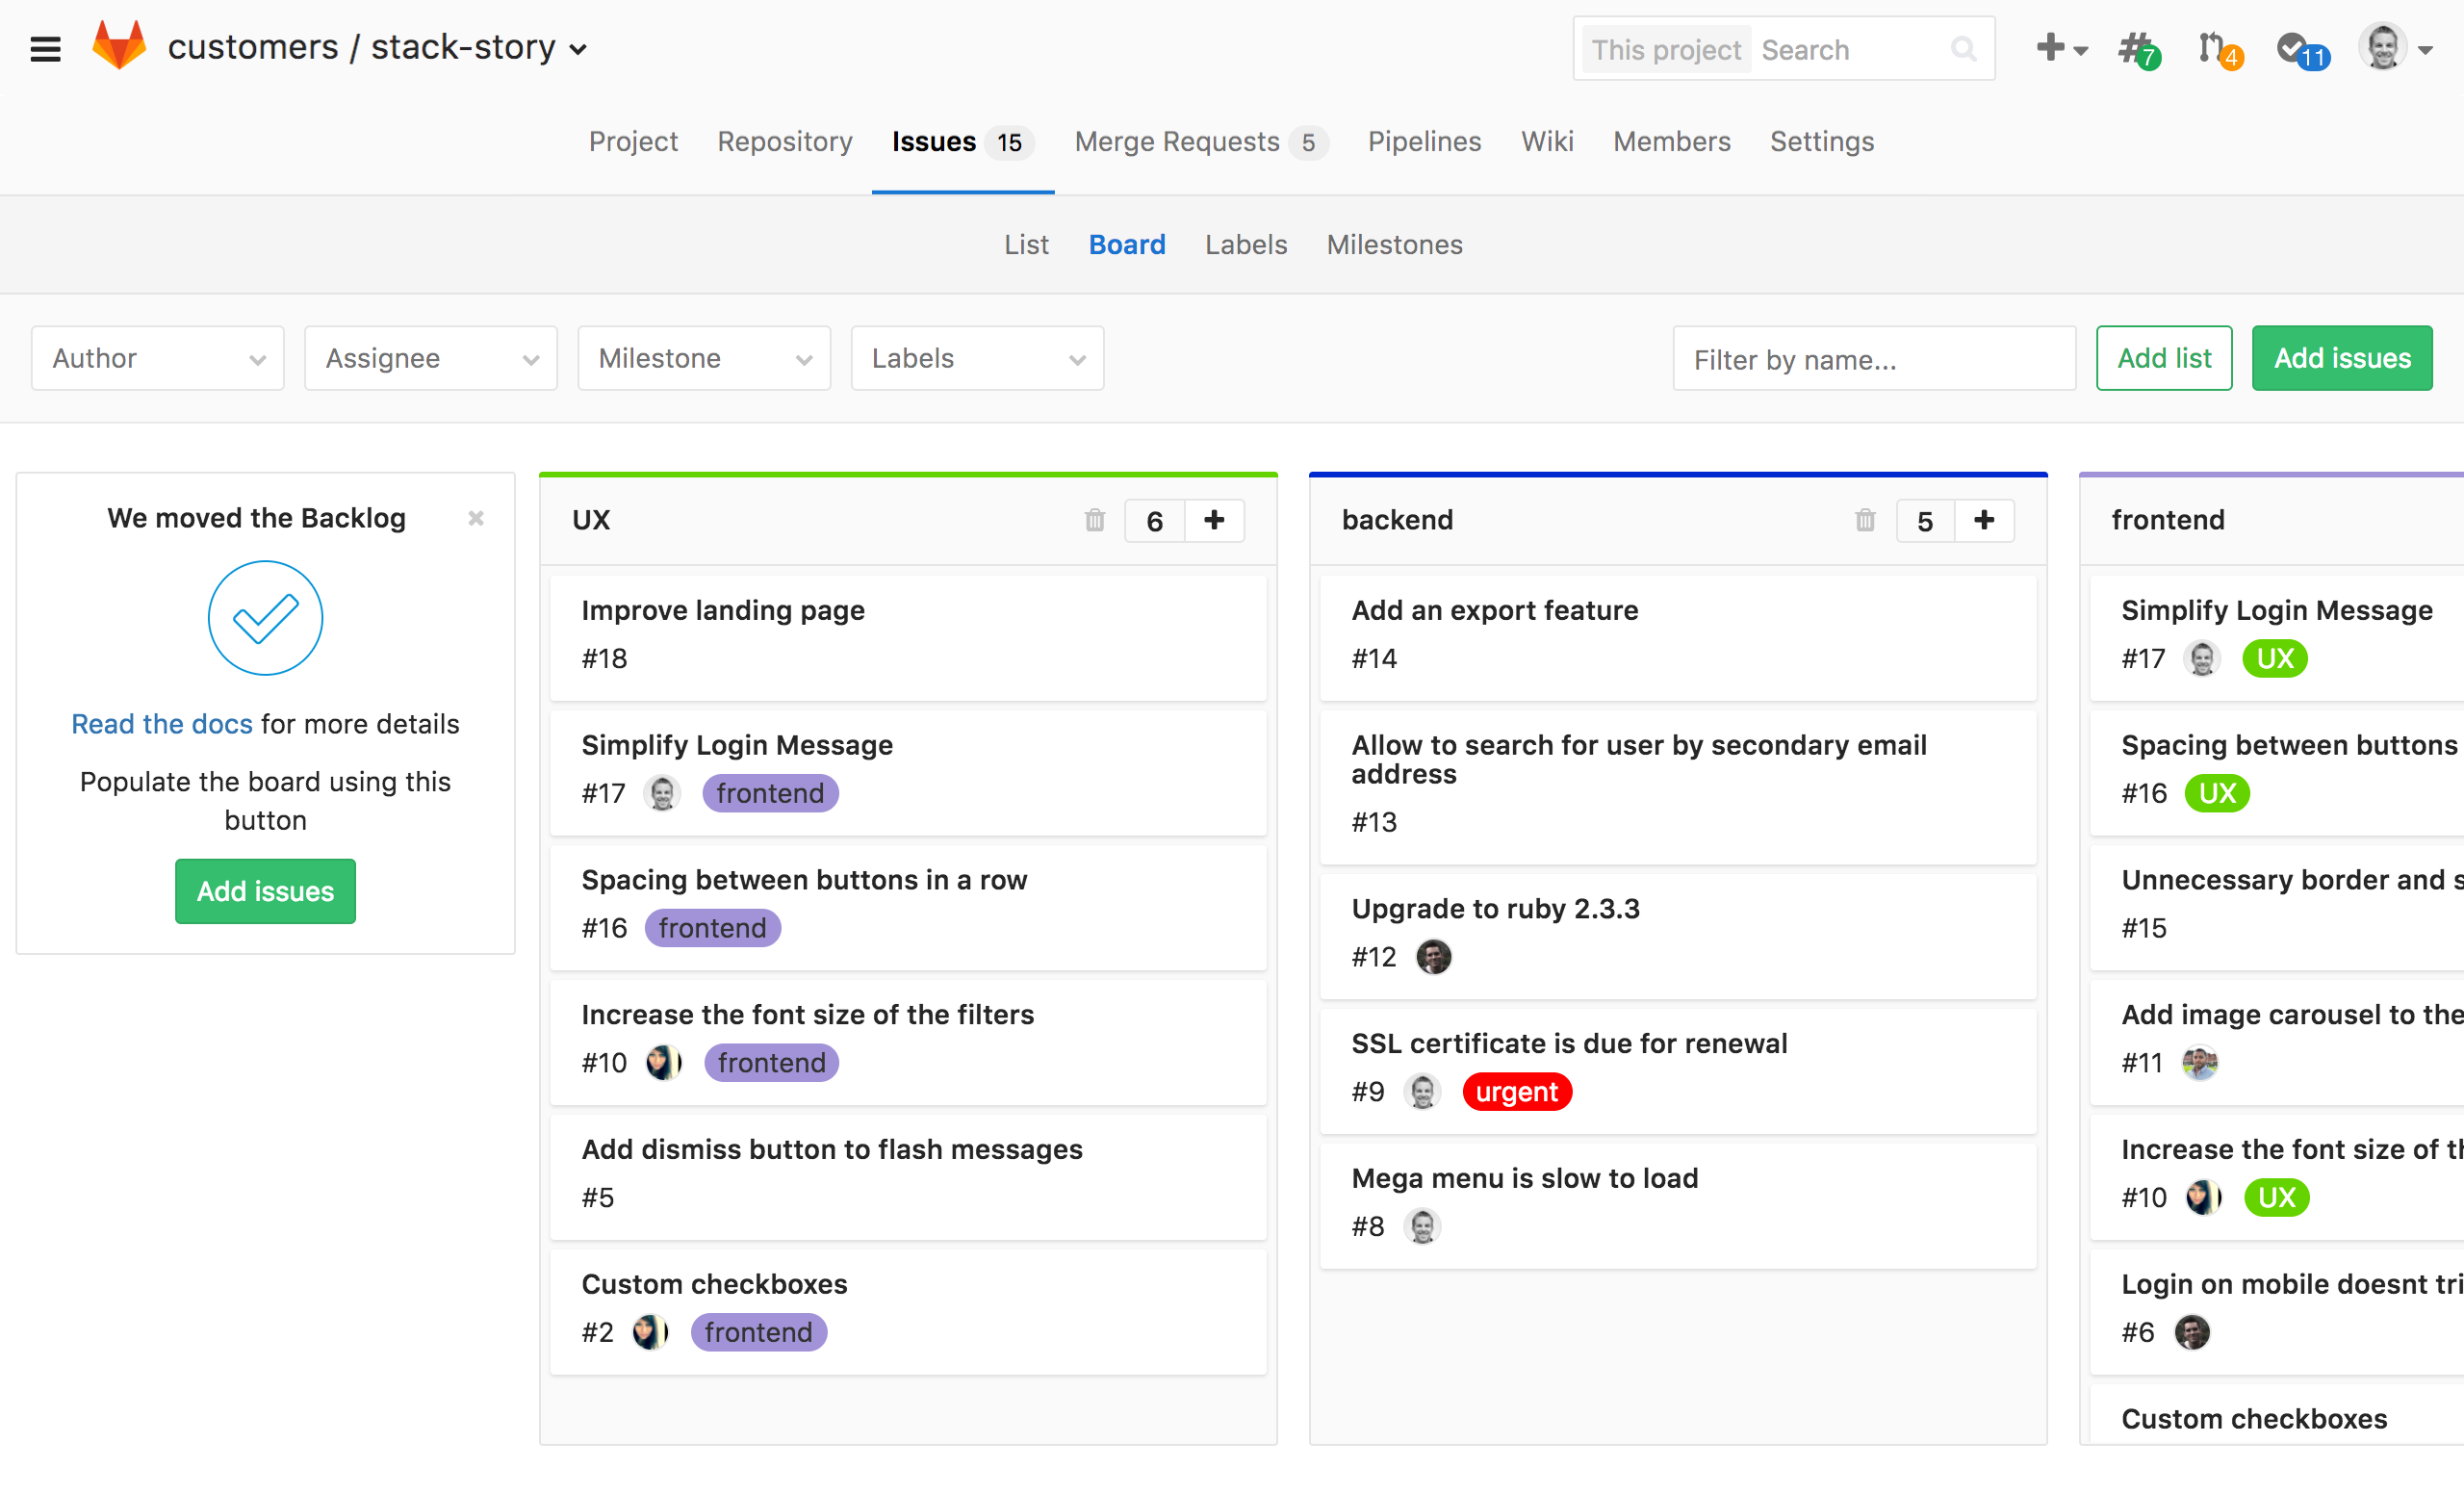 customers / stack-story
This project Search
7
4
11
Project Repository Issues 15 Merge Requests 5 Pipelines Wiki Members Settings
List Board Labels Milestones
Author
Assignee
Milestone
Labels
Filter by name...
Add list
Add issues
We moved the Backlog
Read the docs for more details
Populate the board using this
button
Add issues
UX
6
Improve landing page
#18
Simplify Login Message
#17 frontend
Spacing between buttons in a row
#16 frontend
Increase the font size of the filters
#10 frontend
Add dismiss button to flash messages
#5
Custom checkboxes
#2 frontend
backend
5
Add an export feature
#14
Allow to search for user by secondary email
address
#13
Upgrade to ruby 2.3.3
#12
SSL certificate is due for renewal
#9 urgent
Mega menu is slow to load
#8
frontend
Simplify Login Message
#17 UX
Spacing between buttons
#16 UX
Unnecessary border and
#15
Add image carousel to the
#11
Increase the font size of
#10 UX
Login on mobile doesnt
#6
Custom checkboxes